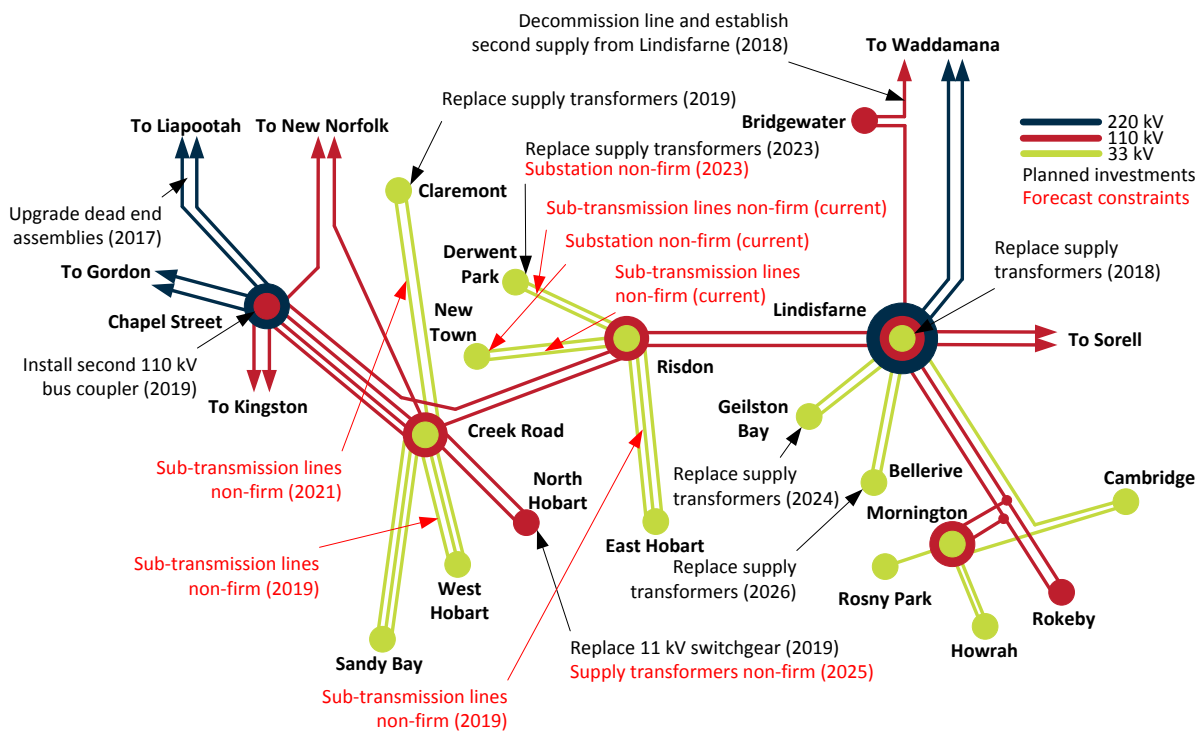 Decommission line and establish
second supply from Lindisfarne (2018)
To Waddamana
Replace supply transformers (2019)
To Liapootah
To New Norfolk
Bridgewater
220 kV
110 kV
33 kV
Planned investments
Forecast constraints
Replace supply transformers (2023)
Substation non-firm (2023)
Claremont
Sub-transmission lines non-firm (current)
Upgrade dead end
assemblies (2017)
Substation non-firm (current)
Derwent
Park
Sub-transmission lines
non-firm (current)
Replace supply
transformers (2018)
To Gordon
New
Town
Lindisfarne
Chapel Street
To Sorell
Install second 110 kV
bus coupler (2019)
Risdon
To Kingston
Geilston
Bay
Creek Road
Sub-transmission lines
non-firm (2021)
North
Hobart
Replace supply
transformers (2024)
Bellerive
Cambridge
Mornington
East Hobart
Sub-transmission lines
non-firm (2019)
West
Hobart
Replace supply
transformers (2026)
Rosny Park
Rokeby
Howrah
Sandy Bay
Replace 11 kV switchgear (2019)
Supply transformers non-firm (2025)
Sub-transmission lines
non-firm (2019)